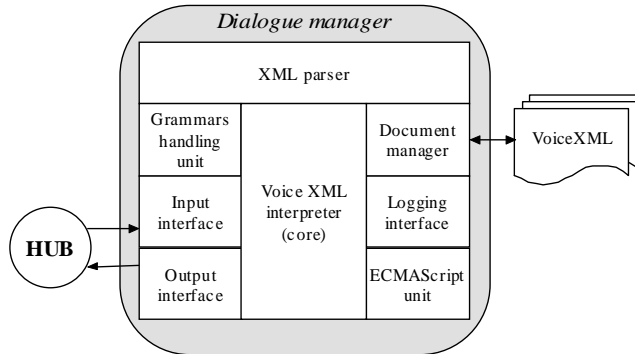 Dialogue manager
XML parser
Grammars
handling
unit
Document
manager
VoiceXML
Input
interface
Voice XML
interpreter
(core)
Logging
interface
HUB
Output
interface
ECMAScript
unit